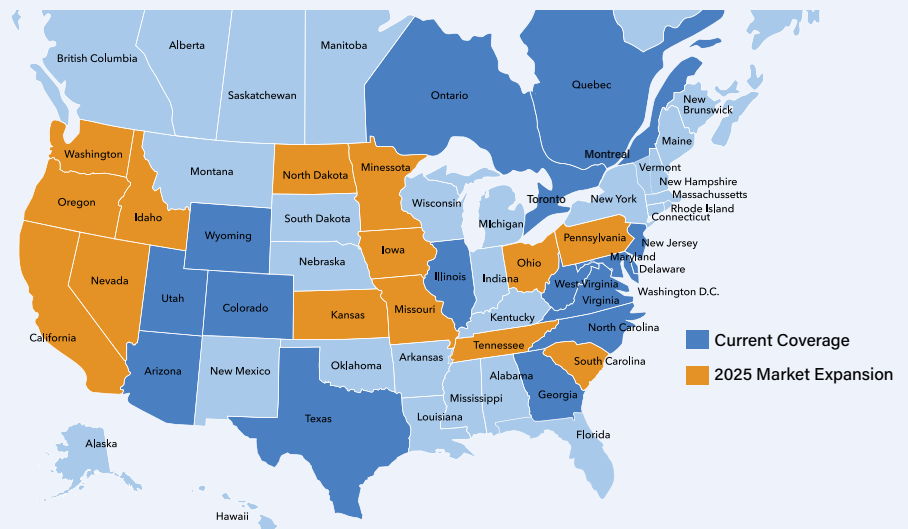 British Columbia
Alberta
Saskatchewan
Manitoba
Ontario
Quebec
New
Brunswick
Maine
Montreal
Vermont
New Hampshire
Massachusetts
Rhode Island
Connecticut
Toronto
New York
Washington
Montana
North Dakota
Minessota
Wisconsin
Michigan
Oregon
Idaho
Wyoming
South Dakota
Iowa
Nebraska
Illinois
Indiana
Ohio
Pennsylvania
New Jersey
Maryland
Delaware
Washington D.C.
West Virginia
Virginia
Nevada
Utah
Colorado
Kansas
Missouri
Kentucky
North Carolina
California
Arizona
New Mexico
Oklahoma
Arkansas
Tennessee
South Carolina
Texas
Louisiana
Mississippi
Alabama
Georgia
Florida
Alaska
Hawaii
Current Coverage
2025 Market Expansion